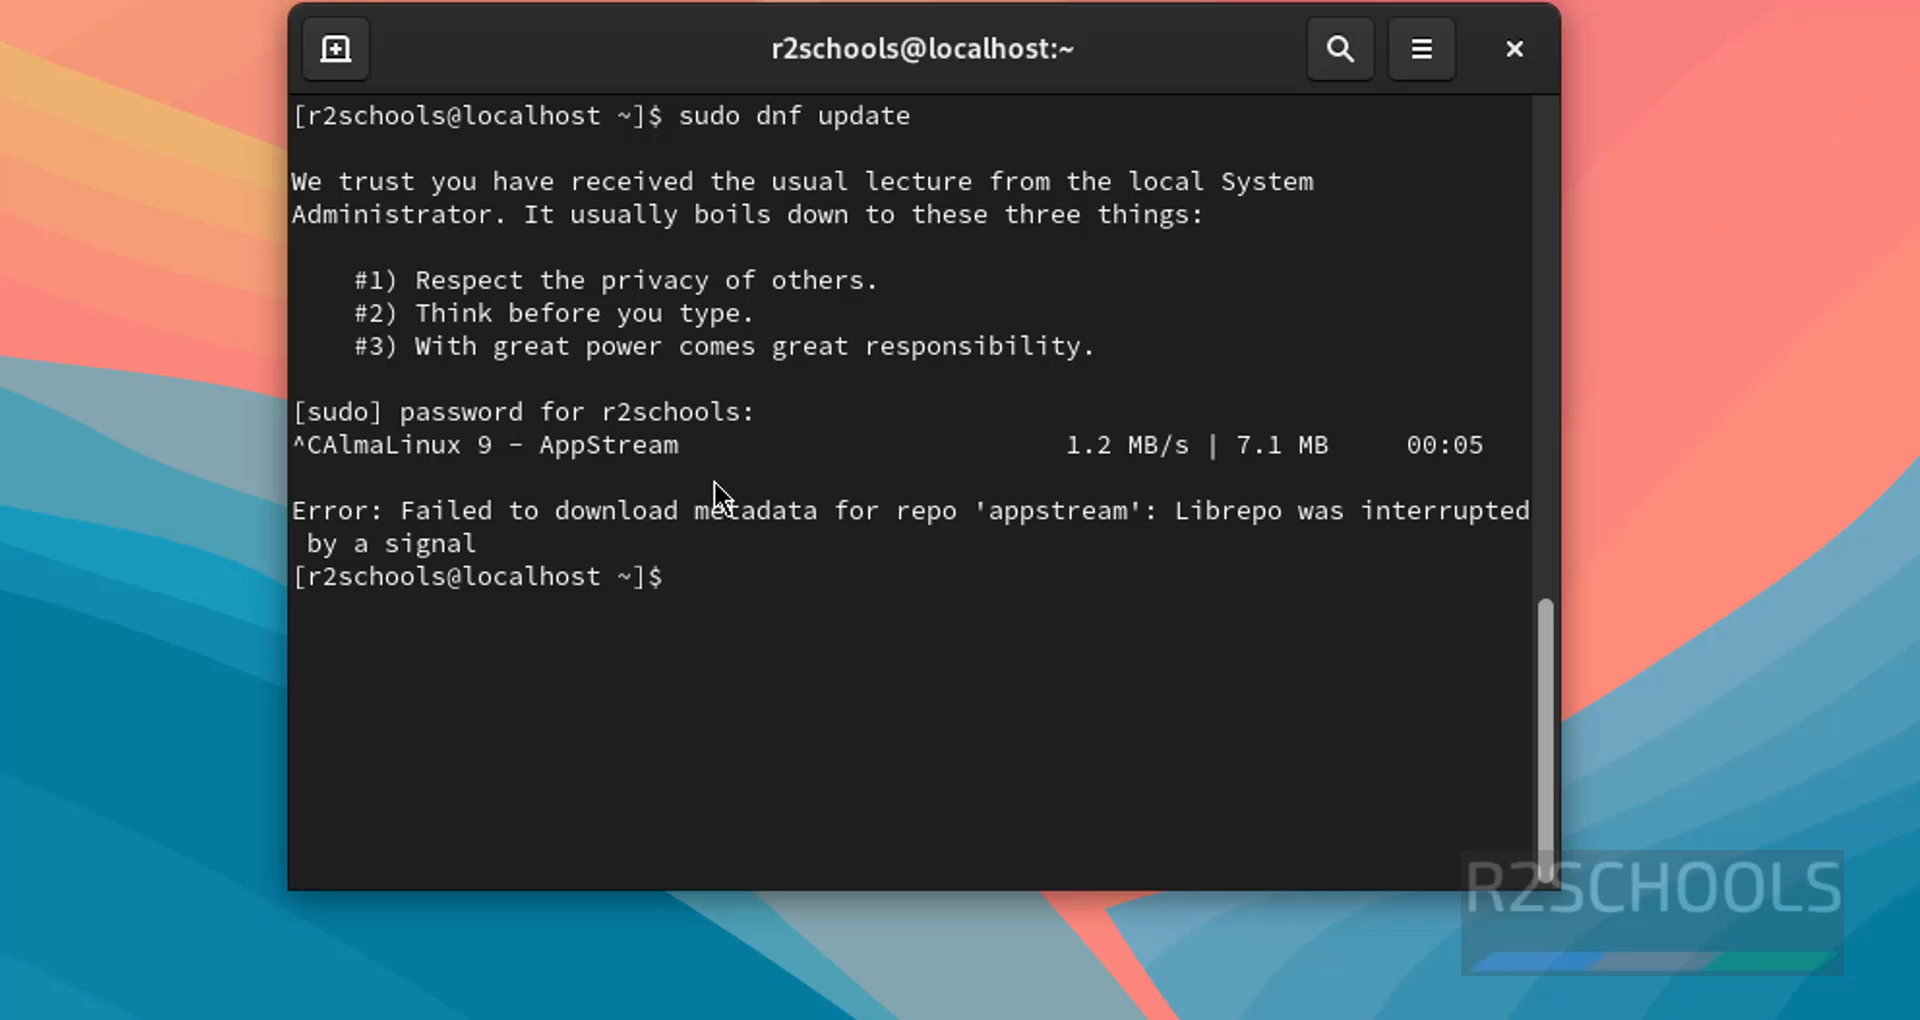 r2schools@localhost:~
[r2schools@localhost ~]$ sudo dnf update
We trust you have received the usual lecture from the local System
Administrator. It usually boils down to these three things:
#1) Respect the privacy of others.
#2) Think before you type.
#3) With great power comes great responsibility.
[sudo] password for r2schools:
^CAlmaLinux 9 - AppStream 1.2 MB/s | 7.1 MB 00:05
Error: Failed to download metadata for repo 'appstream': Librepo was interrupted
by a signal
[r2schools@localhost ~]$
R2SCHOOLS